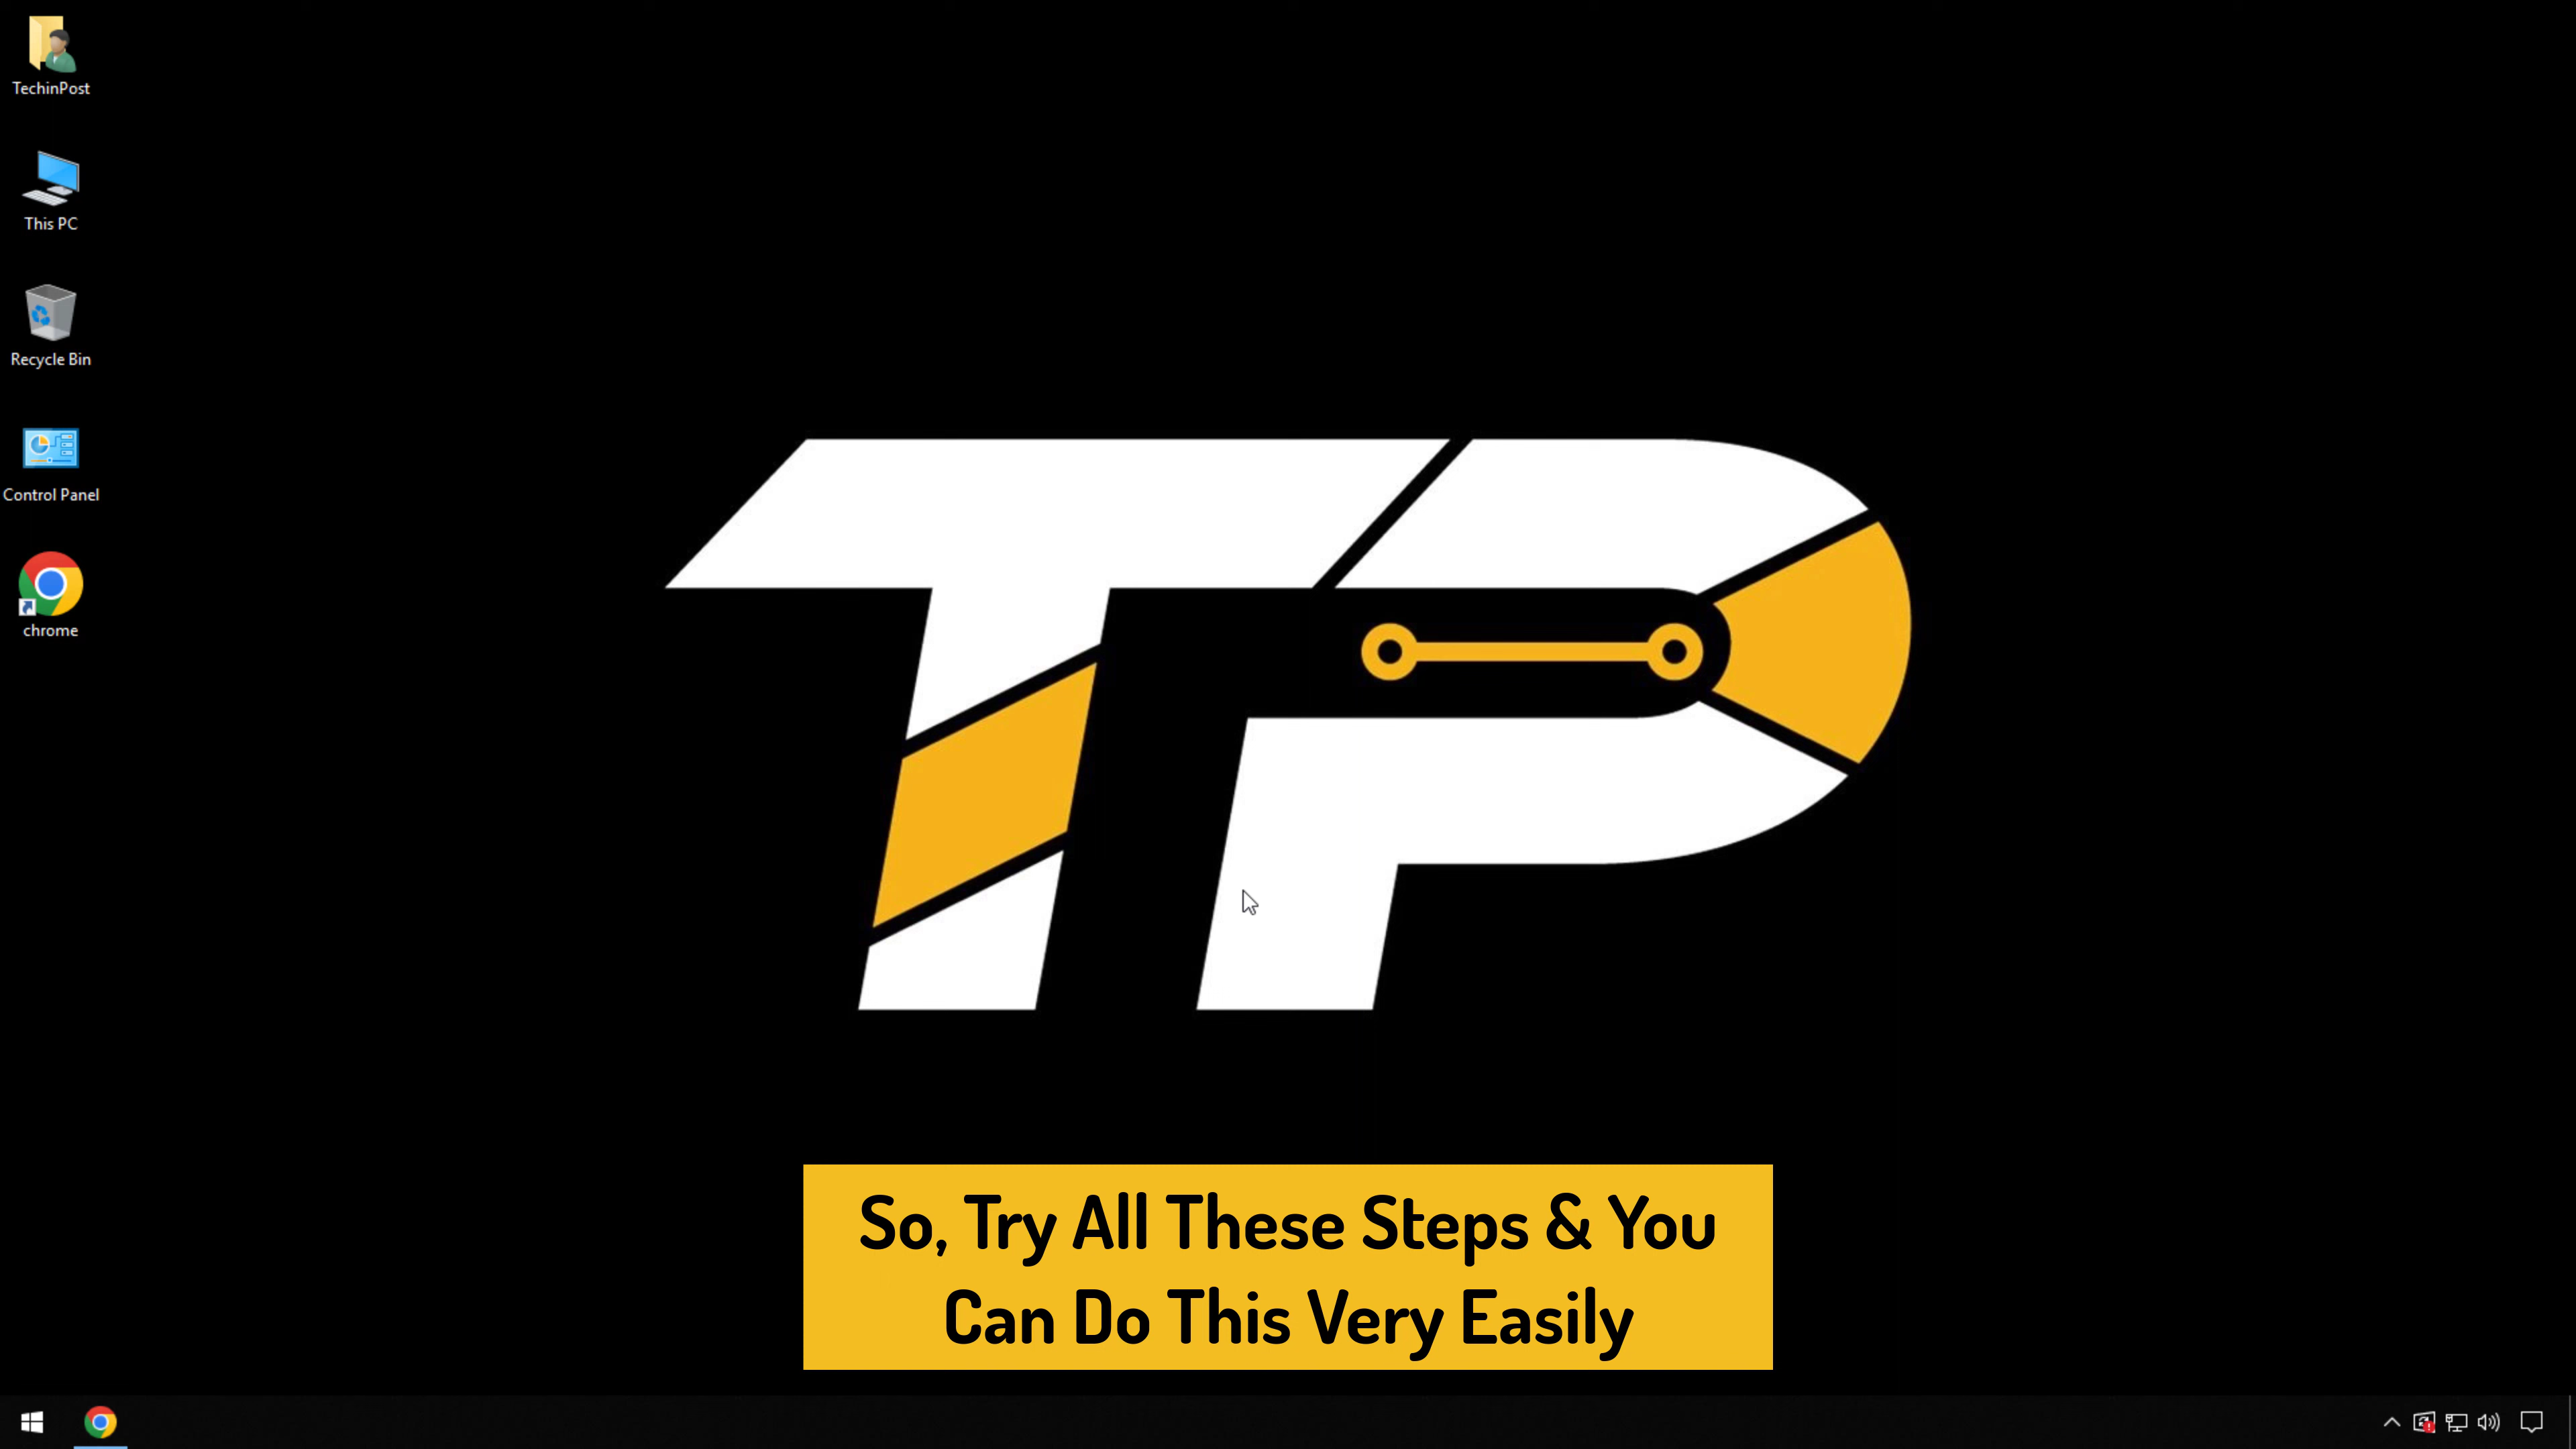 TechinPost
This PC
Recycle Bin
Control Panel
chrome
TP
So, Try All These Steps & You
Can Do This Very Easily